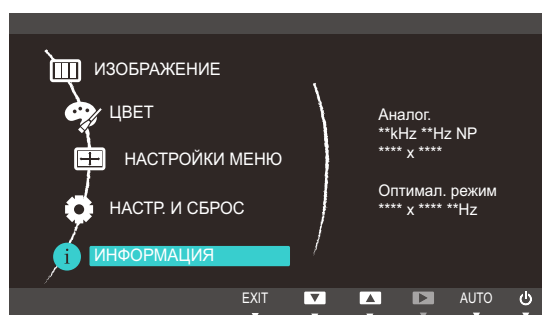 ИЗОБРАЖЕНИЕ
ЦВЕТ
НАСТРОЙКИ МЕНЮ
НАСТР. И СБРОС
i ИНФОРМАЦИЯ
Аналог.
**kHz **Hz NP
**** x ****
Оптимал. режим
**** x **** **Hz
EXIT AUTO